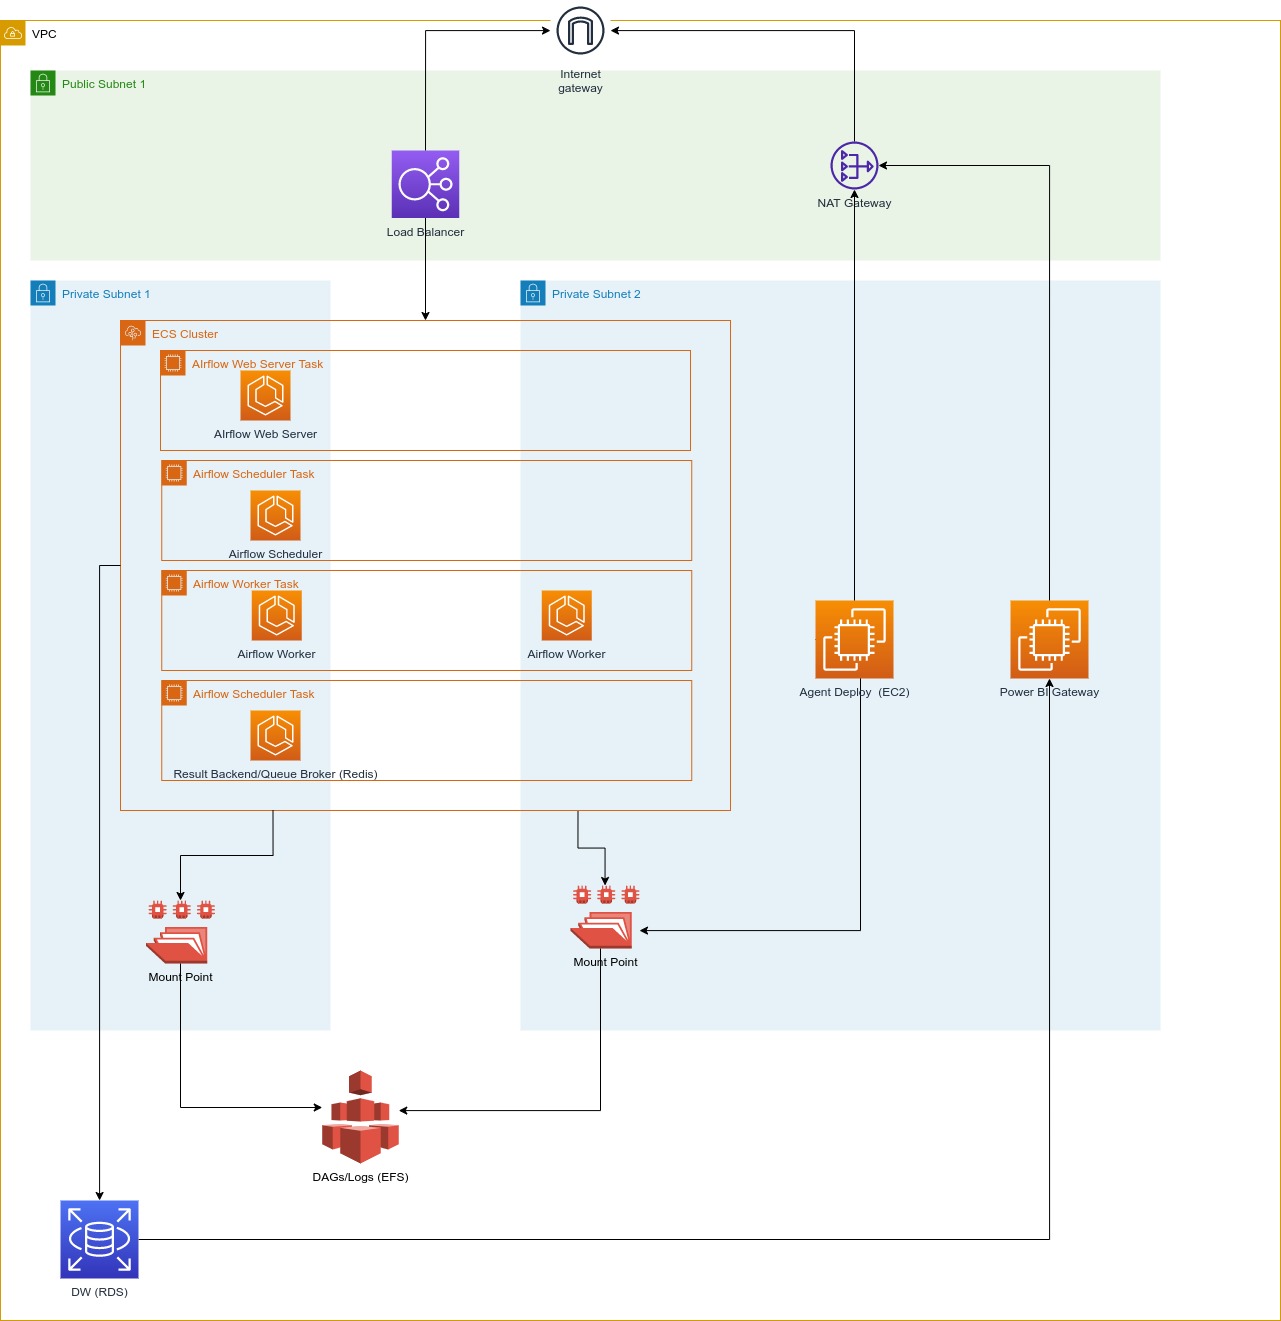 VPC
Internet
gateway
Public Subnet 1
NAT Gateway
Load Balancer
Private Subnet 1
Private Subnet 2
ECS Cluster
AIrflow Web Server Task
AIrflow Web Server
Airflow Scheduler Task
Airflow Scheduler
Airflow Worker Task
Airflow Worker
Airflow Worker
Agent Deploy  (EC2)
Power BI Gateway
Airflow Scheduler Task
Result Backend/Queue Broker (Redis)
Mount Point
Mount Point
DAGs/Logs (EFS)
DW (RDS)